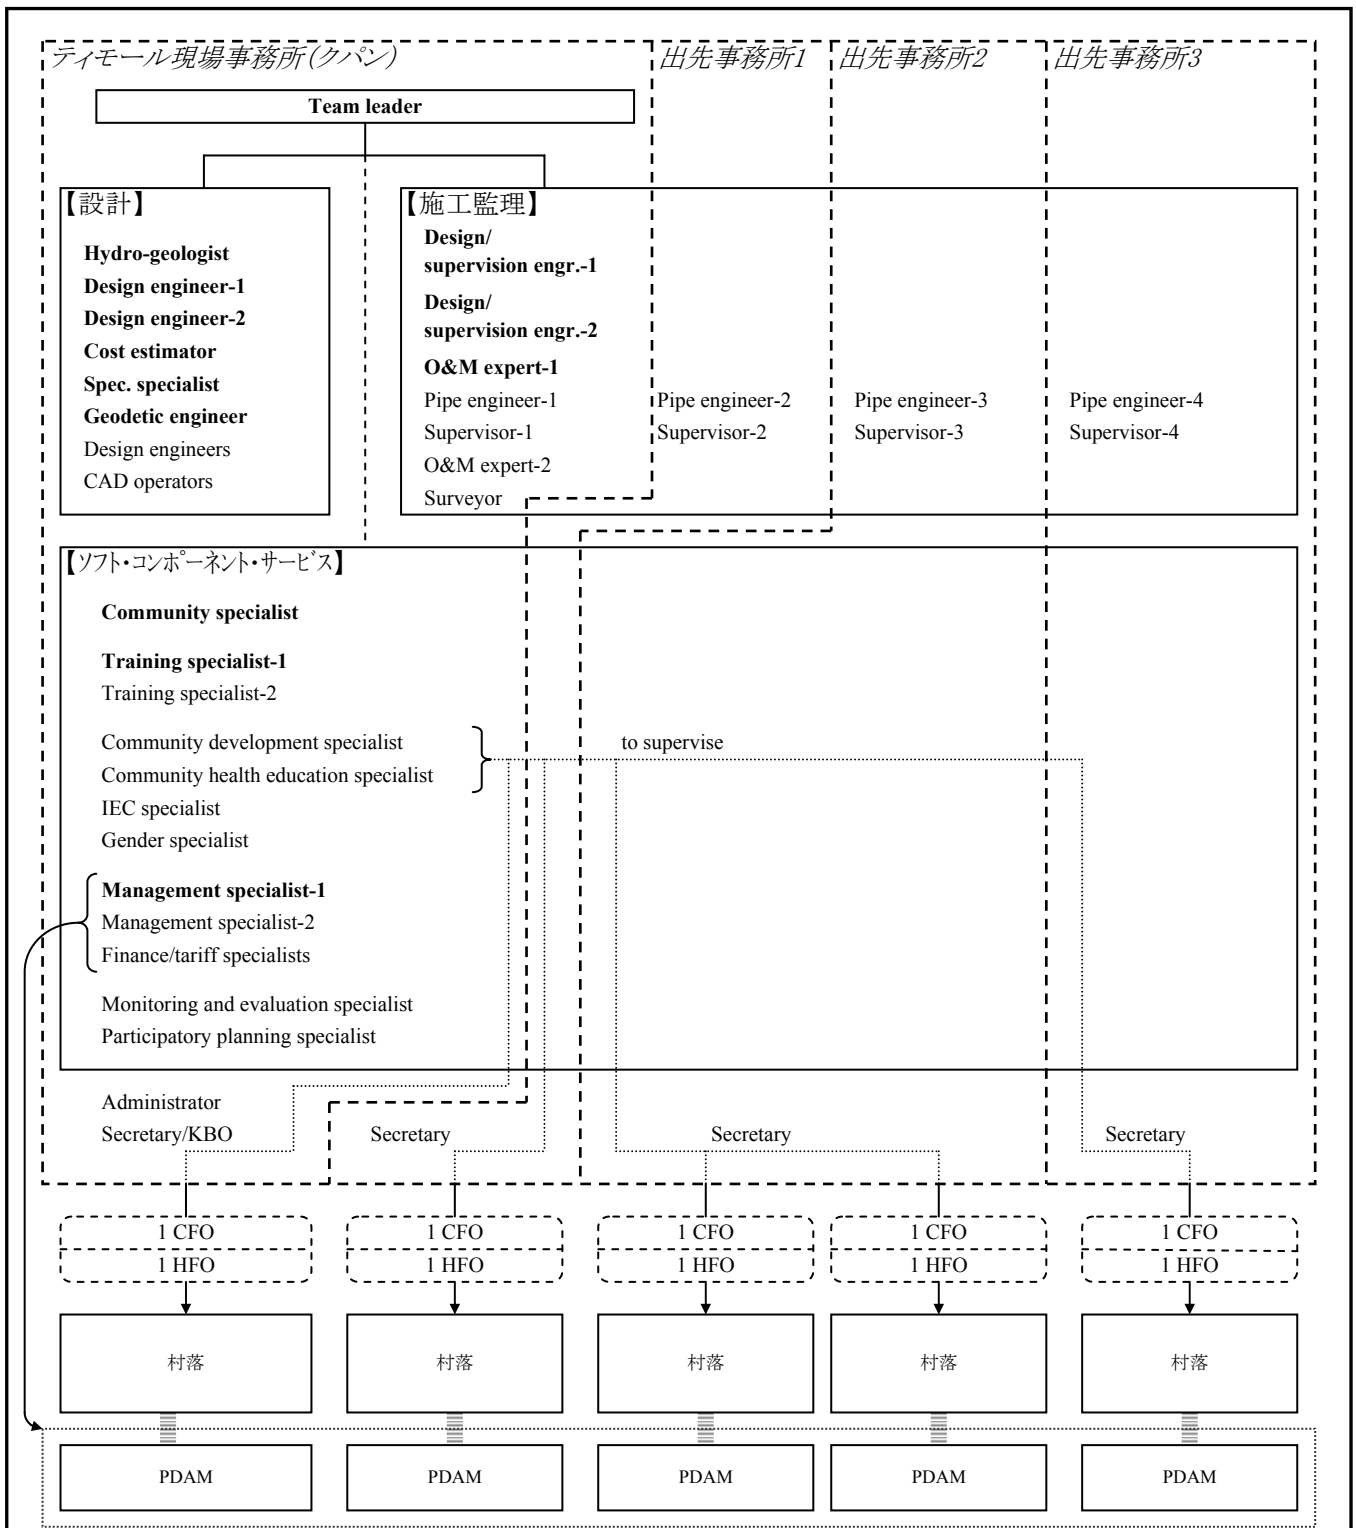 ティモール現場事務所(クパン)
出先事務所1
出先事務所2
出先事務所3
Team leader
【設計】
Hydro-geologist
Design engineer-1
Design engineer-2
Cost estimator
Spec. specialist
Geodetic engineer
Design engineers
CAD operators
【施工監理】
Design/
supervision engr.-1
Design/
supervision engr.-2
O&M expert-1
Pipe engineer-1
Supervisor-1
O&M expert-2
Surveyor
Pipe engineer-2
Supervisor-2
Pipe engineer-3
Supervisor-3
Pipe engineer-4
Supervisor-4
【ソフト・コンポーネント・サービス】
Community specialist
Training specialist-1
Training specialist-2
Community development specialist
Community health education specialist
to supervise
IEC specialist
Gender specialist
Management specialist-1
Management specialist-2
Finance/tariff specialists
Monitoring and evaluation specialist
Participatory planning specialist
Administrator
Secretary/KBO
Secretary
Secretary
Secretary
1 CFO
1 HFO
1 CFO
1 HFO
1 CFO
1 HFO
1 CFO
1 HFO
1 CFO
1 HFO
村落
村落
村落
村落
村落
PDAM
PDAM
PDAM
PDAM
PDAM